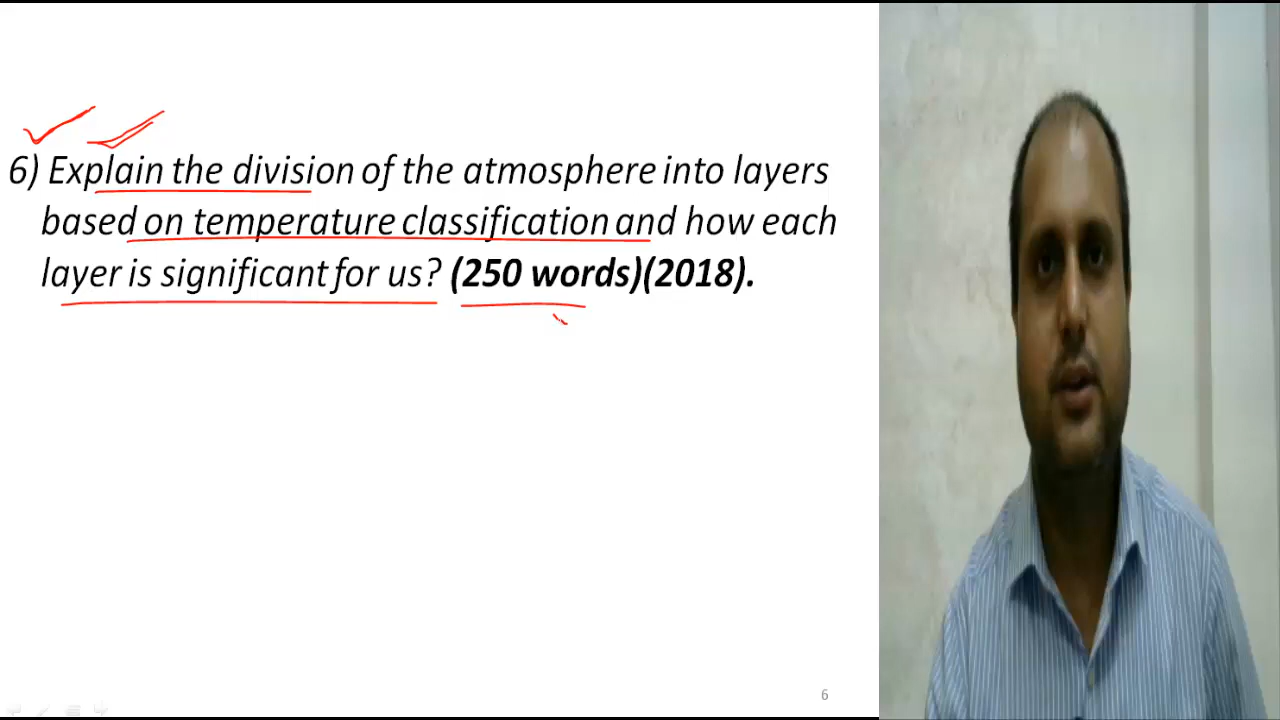 6) Explain the division of the atmosphere into layers
based on temperature classification and how each
layer is significant for us? (250 words)(2018).
6